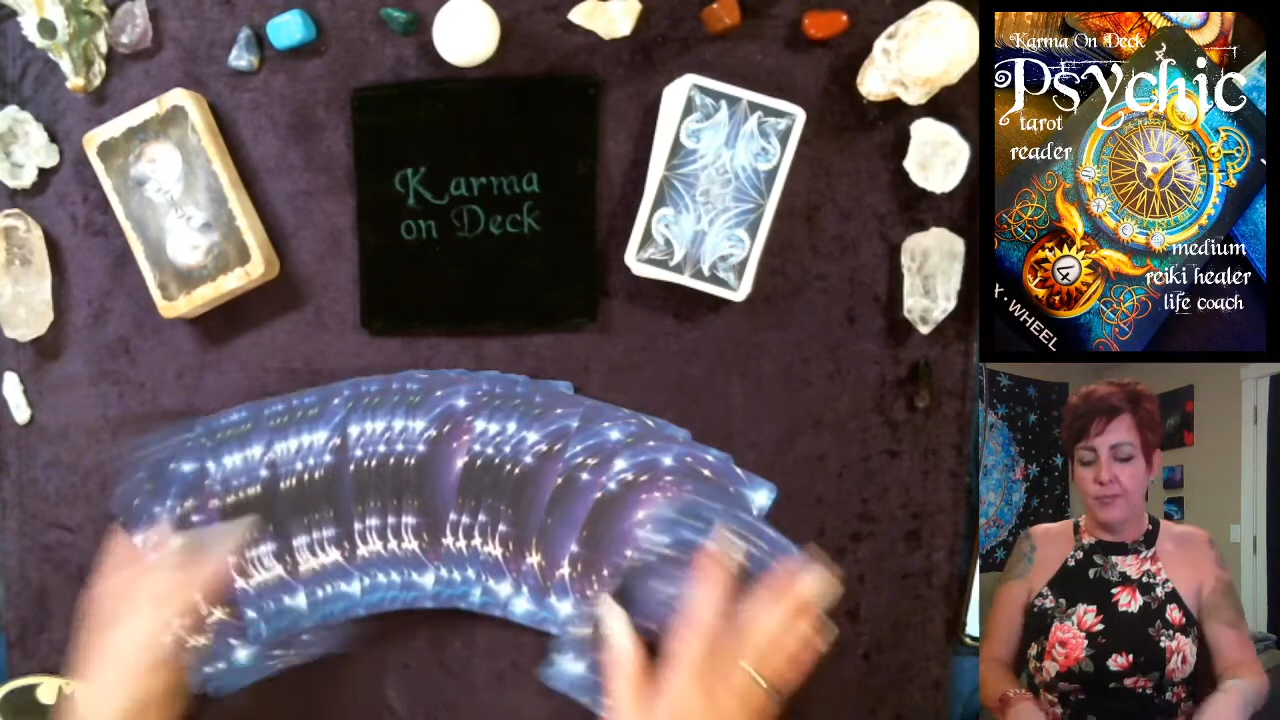 Karma
on Deck
Karma On Deck
Psychic
tarot
reader
medium
reiki healer
life coach
X • WHEEL